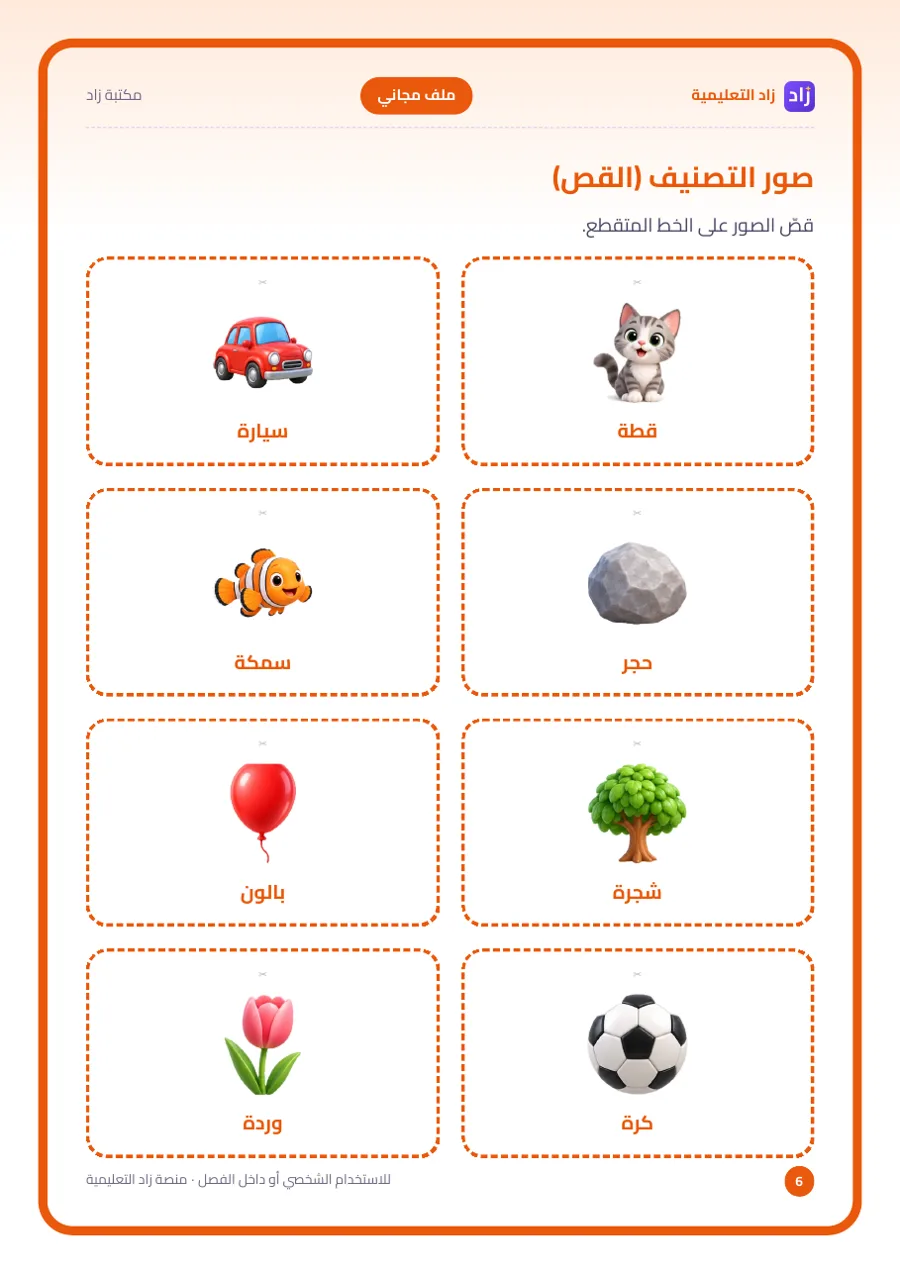 زاد زاد التعليمية
ملف مجاني
مكتبة زاد
صور التصنيف (القص)
قصّ الصور على الخط المتقطع.
قطة
سيارة
حجر
سمكة
شجرة
بالون
كرة
وردة
6
للاستخدام الشخصي أو داخل الفصل · منصة زاد التعليمية